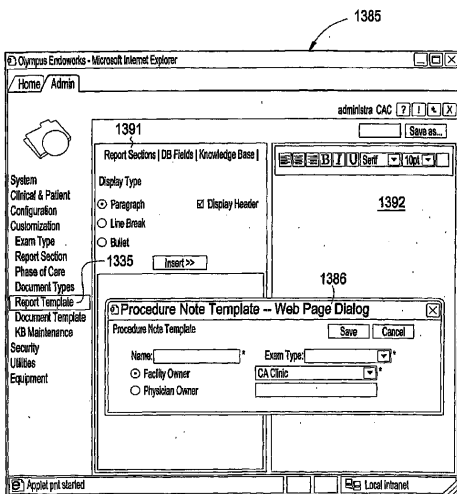 1385
Olympus Endoworks - Microsoft Internet Explorer
Home Admin
administra CAC ? ! X
Save as...
1391
Report Sections | DB Fields | Knowledge Base |
B I U Serif 10pt
Display Type
1392
Paragraph Display Header
Line Break
Bullet
Insert >>
System
Clinical & Patient
Configuration
Customization
Exam Type
Report Section
Phase of Care
Document Types
1335
Report Template
Document Template
KB Maintenance
Security
Utilities
Equipment
1386
Procedure Note Template -- Web Page Dialog
Procedure Note Template Save Cancel
Name: * Exam Type: *
Facility Owner CA Clinic *
Physician Owner
Applet pnt started Local intranet